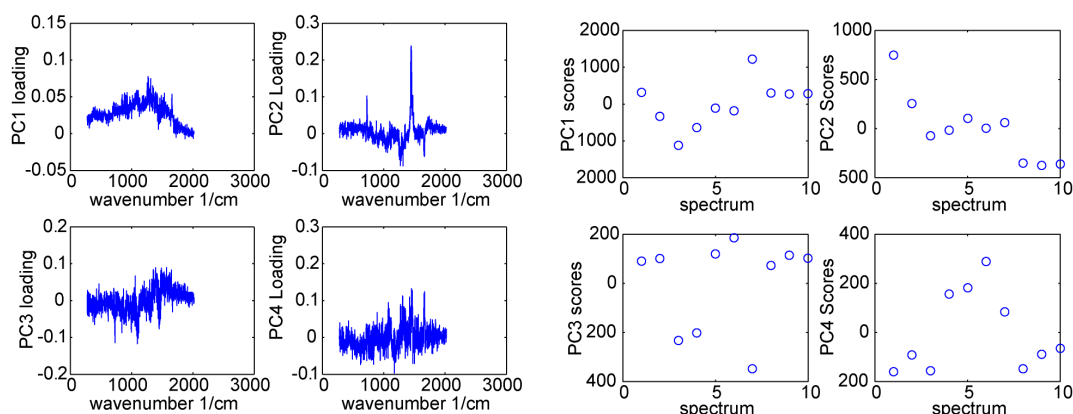 0.15
0.1
0.05
0
-0.05
PC1 loading
0 1000 2000 3000
wavenumber 1/cm
0.3
0.2
0.1
0
-0.1
PC2 Loading
0 1000 2000 3000
wavenumber 1/cm
2000
1000
0
1000
2000
PC1 scores
0 5 10
spectrum
1000
500
0
500
PC2 Scores
0 5 10
spectrum
0.2
0.1
0
-0.1
-0.2
PC3 loading
0 1000 2000 3000
wavenumber 1/cm
0.3
0.2
0.1
0
-0.1
PC4 Loading
0 1000 2000 3000
wavenumber 1/cm
200
0
200
400
PC3 scores
0 5 10
spectrum
400
200
0
200
PC4 Scores
0 5 10
spectrum